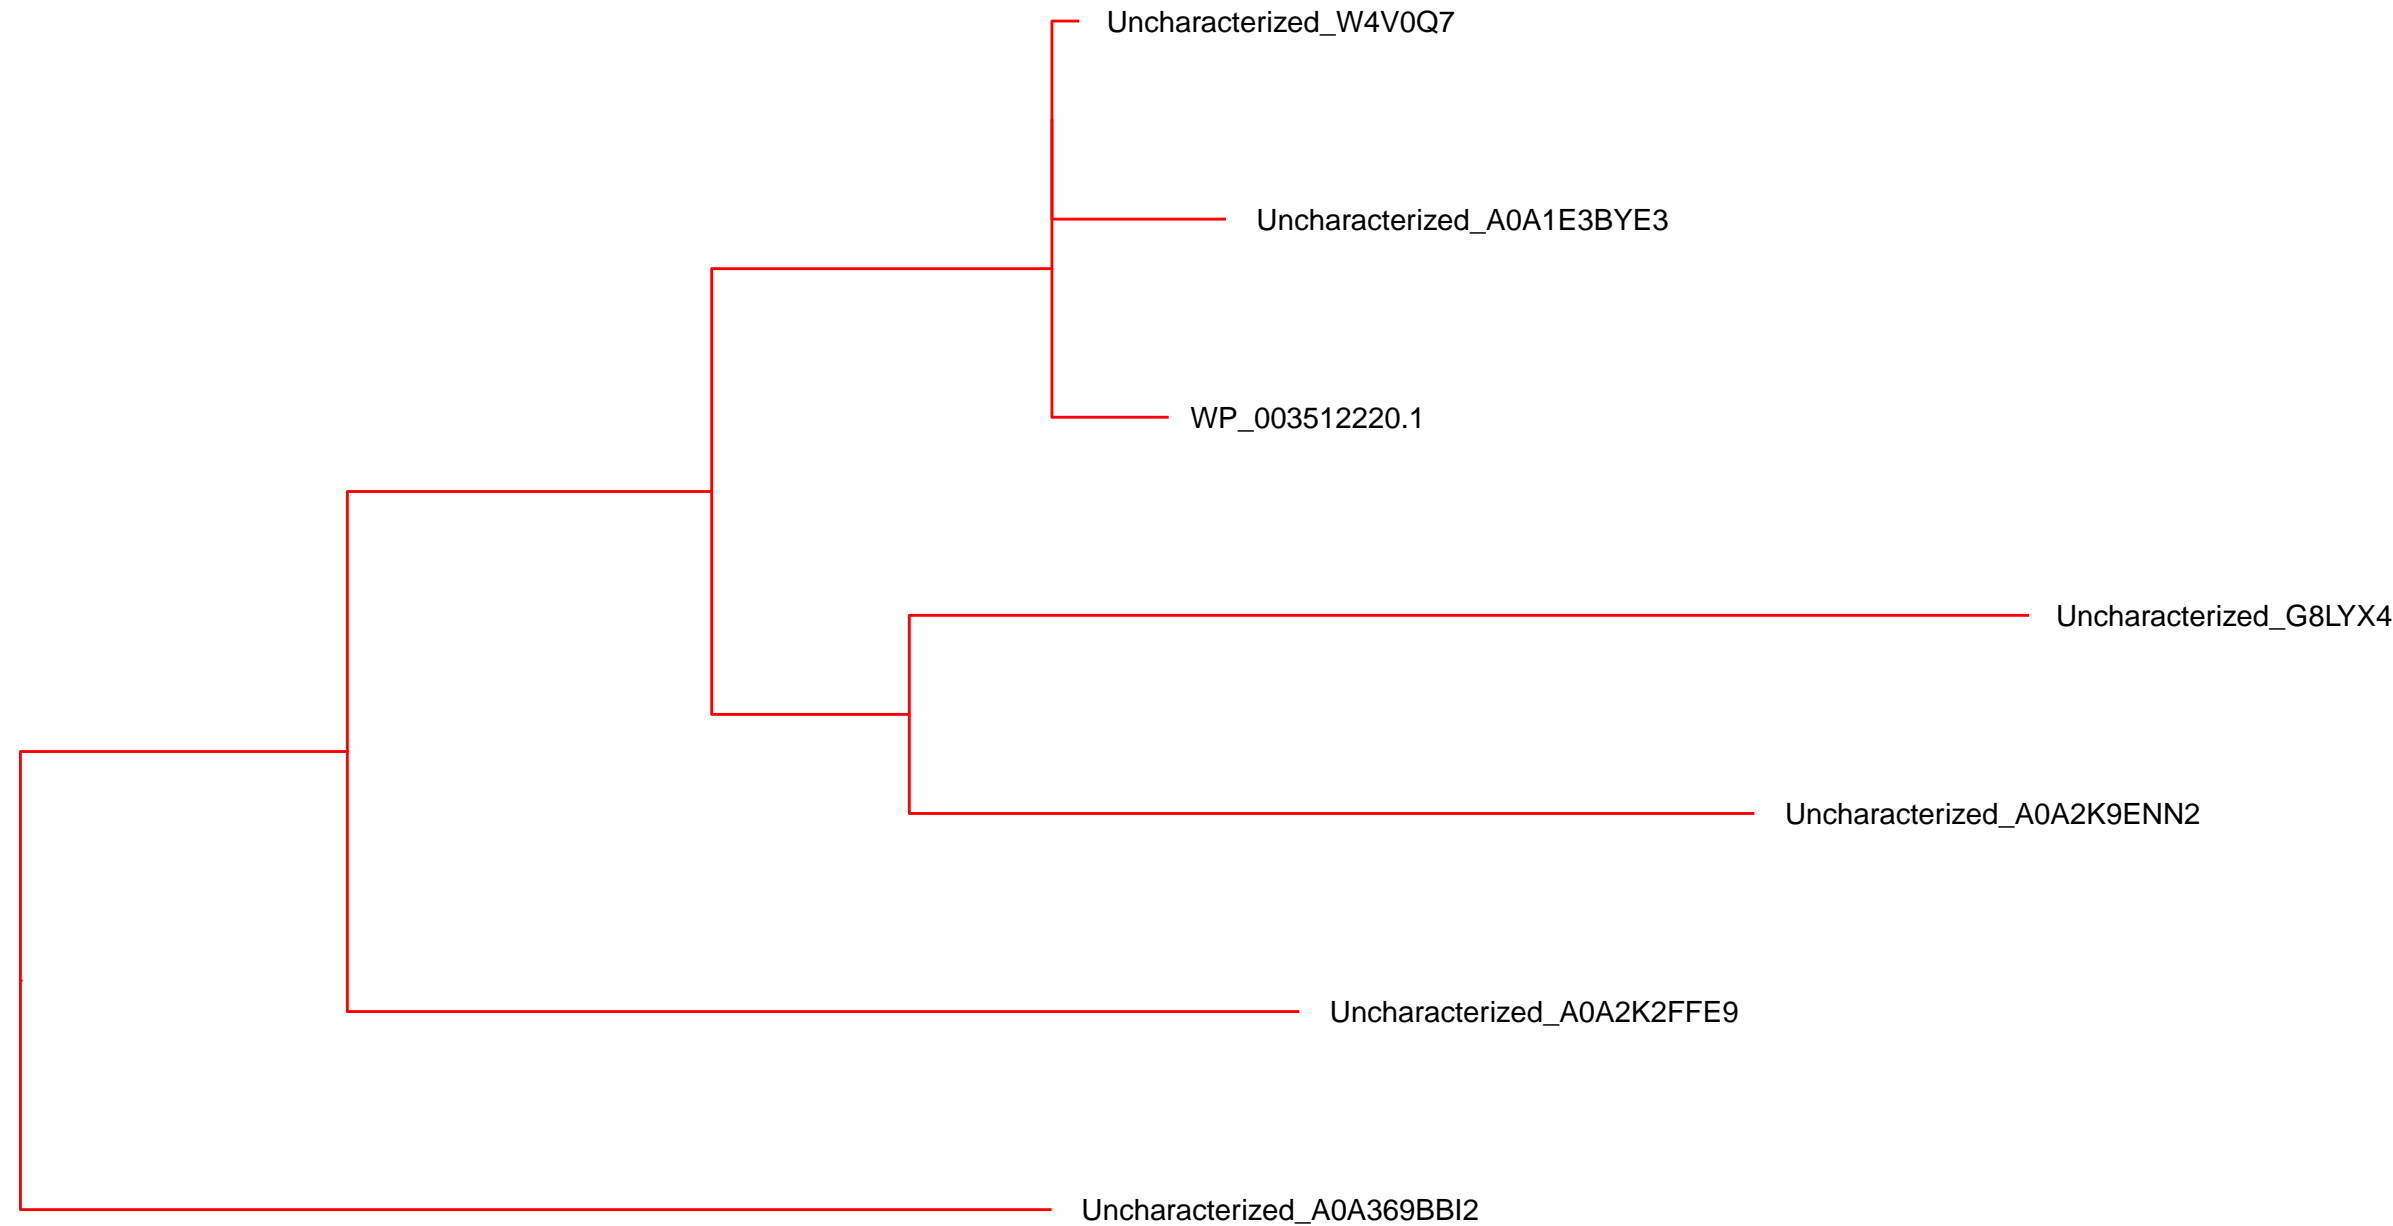 Uncharacterized_W4V0Q7
Uncharacterized_A0A1E3BYE3
WP_003512220.1
Uncharacterized_G8LYX4
Uncharacterized_A0A2K9ENN2
Uncharacterized_A0A2K2FFE9
Uncharacterized_A0A369BBI2